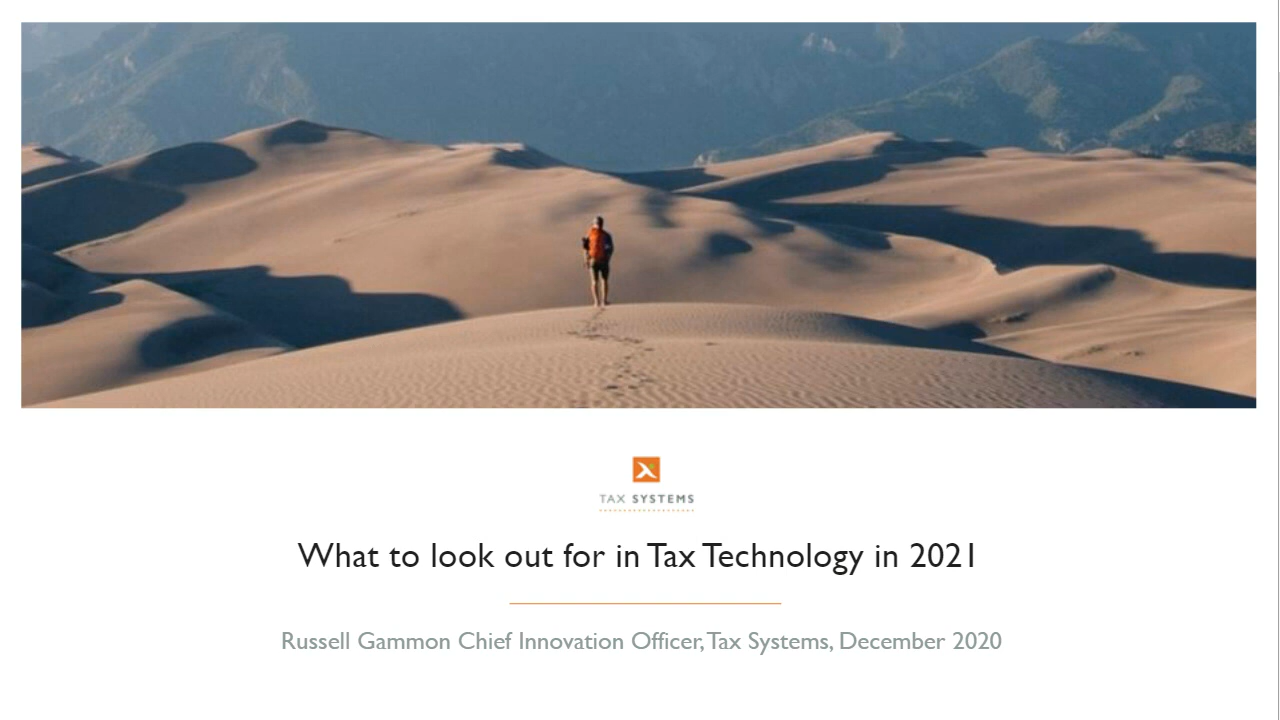 TAX SYSTEMS
What to look out for in Tax Technology in 2021
Russell Gammon Chief Innovation Officer, Tax Systems, December 2020